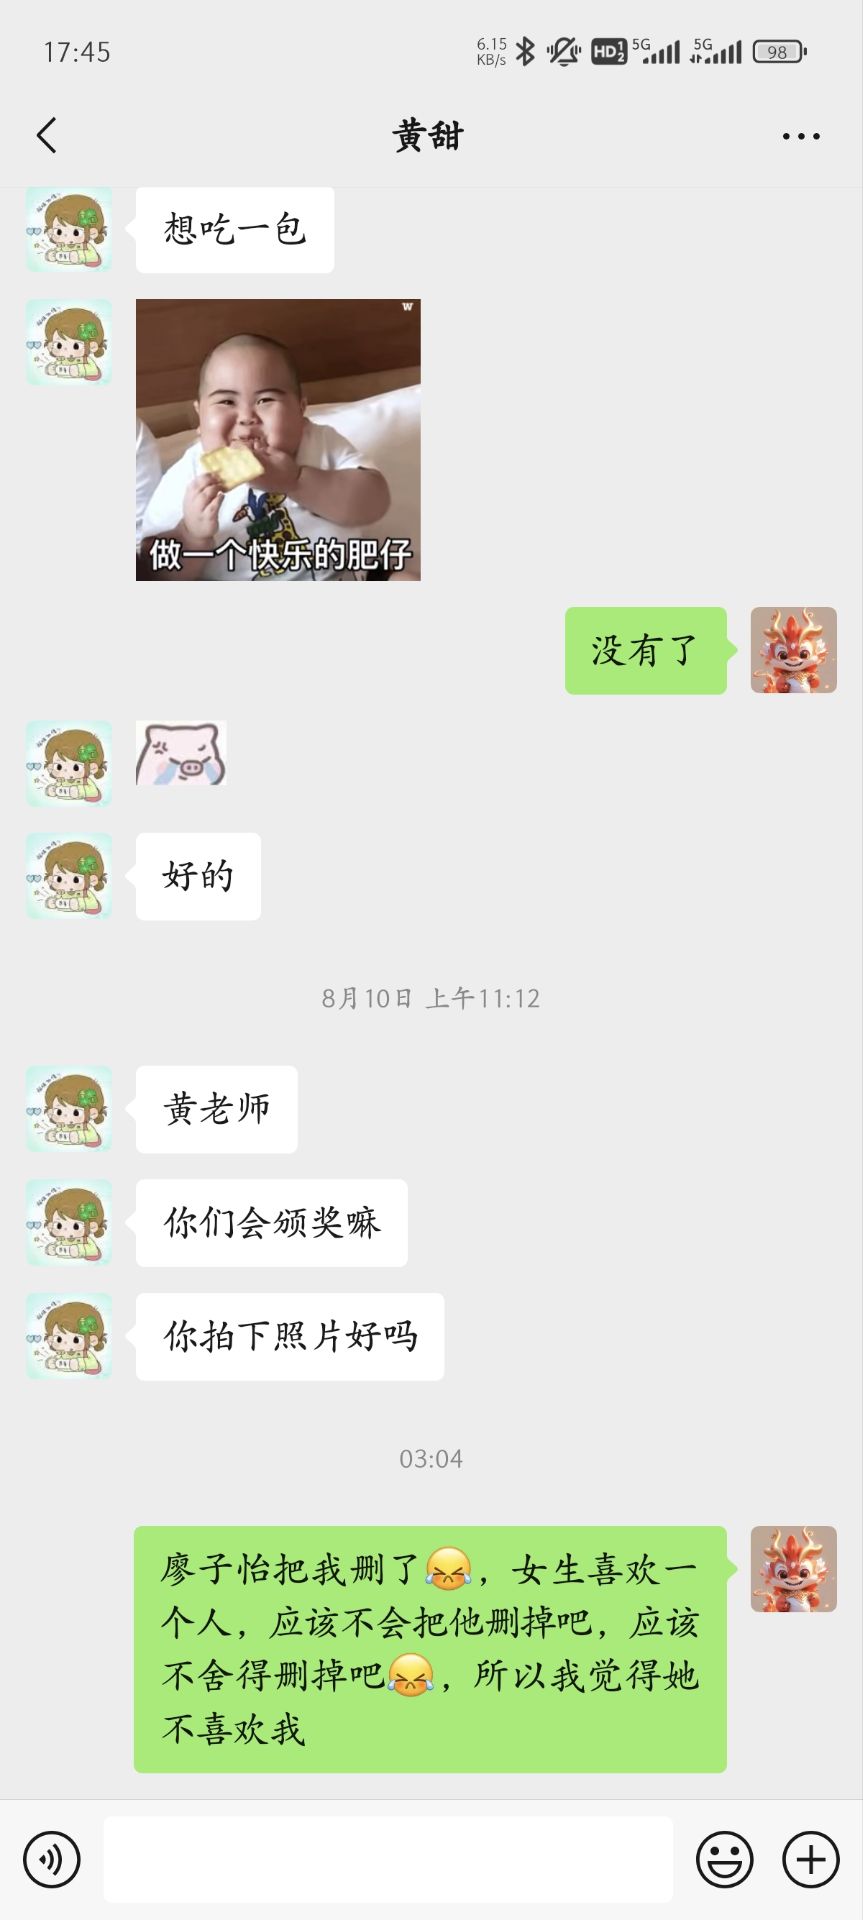 17:45
6.15
KB/s
HD 1 2
5G
5G
98
黄甜
想吃一包
W
做一个快乐的肥仔
没有了
好的
8月10日 上午11:12
黄老师
你们会颁奖嘛
你拍下照片好吗
03:04
廖子怡把我删了😹，女生喜欢一
个人，应该不会把他删掉吧，应该
不舍得删掉吧😹，所以我觉得她
不喜欢我